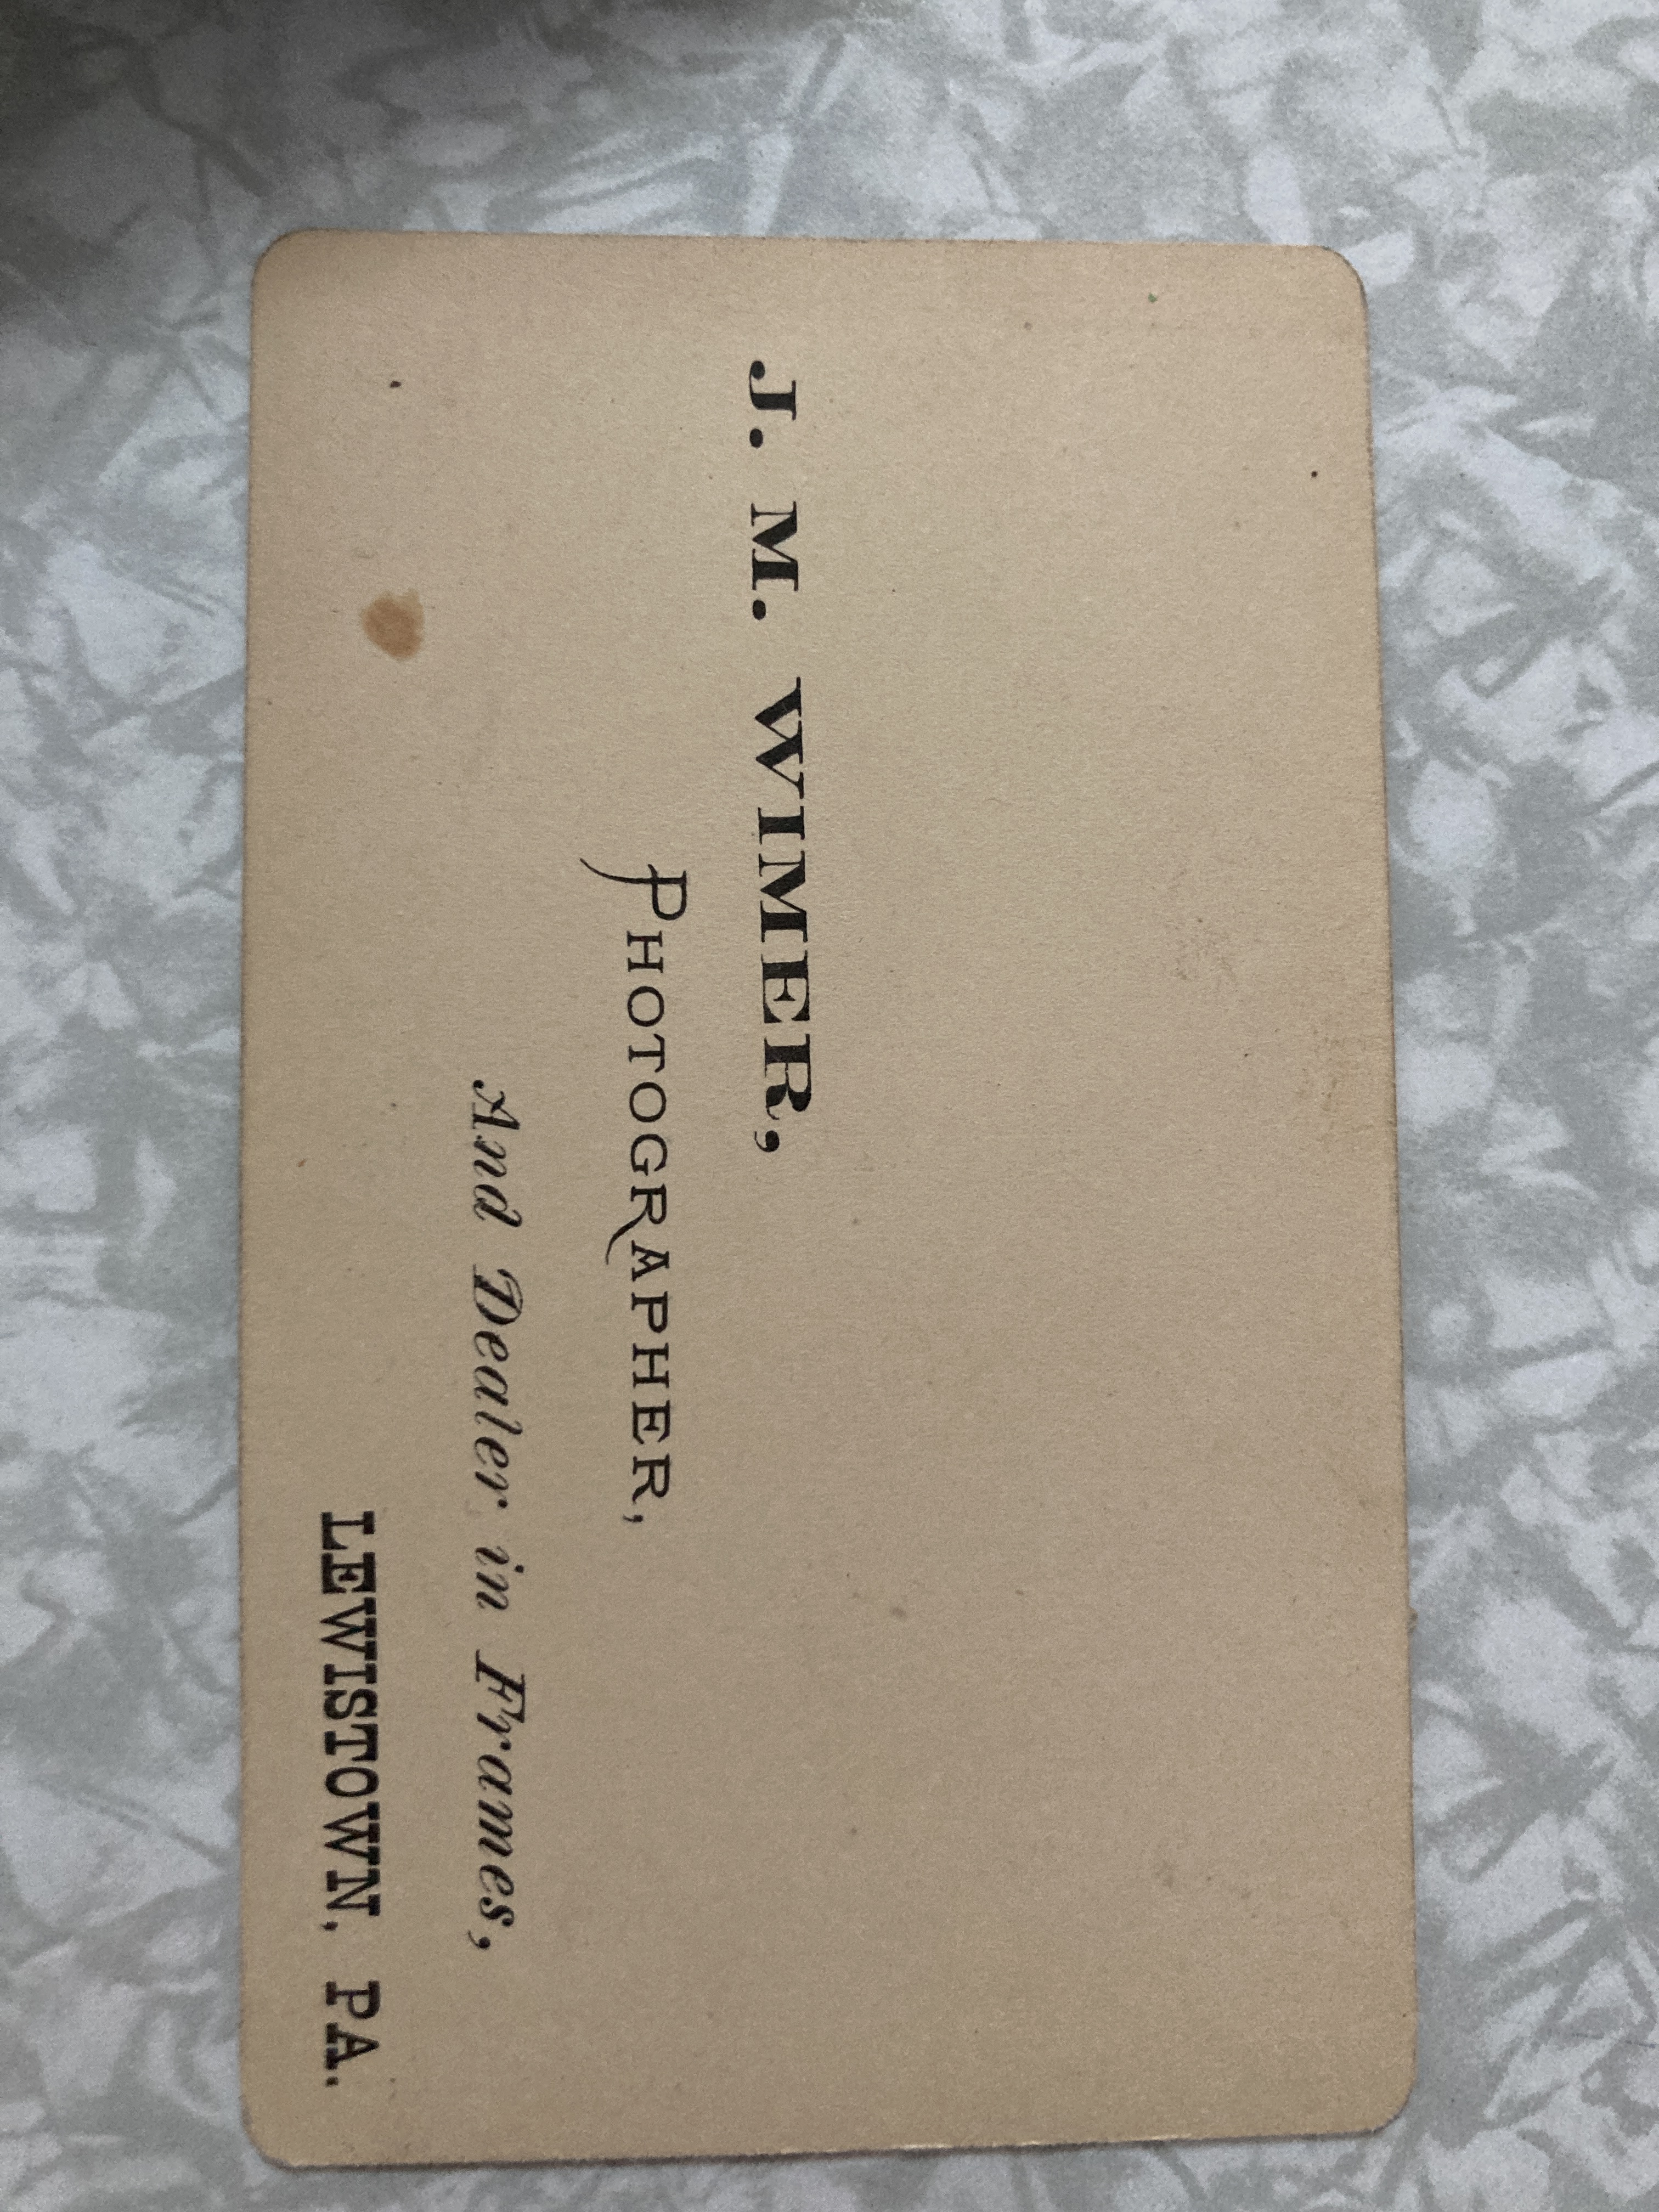 J. M. WIMER,
PHOTOGRAPHER,
And Dealer in Frames,
LEWISTOWN, PA.